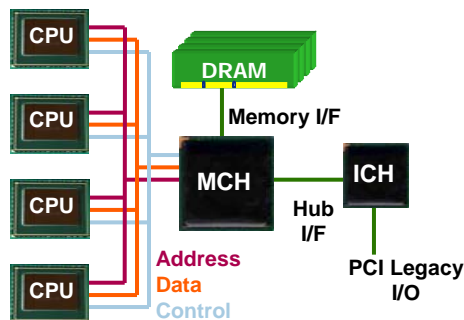 CPU
DRAM
CPU
Memory I/F
MCH
ICH
CPU
Hub
I/F
Address
Data
Control
PCI Legacy
I/O
CPU